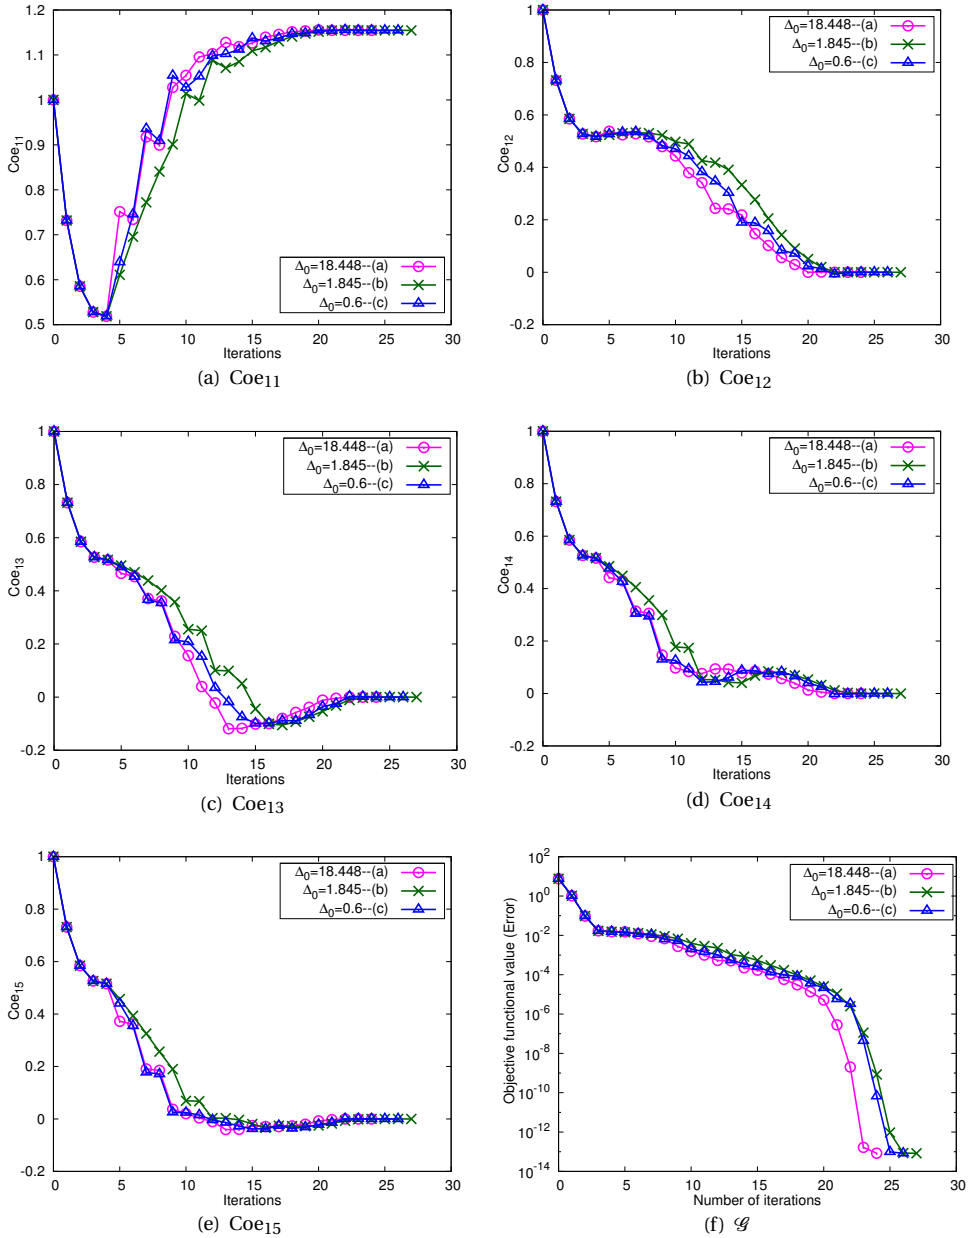 1.2
1.1
1
0.9
0.8
0.7
0.6
0.5
Coe11
Δ0=18.448--(a)
Δ0=1.845--(b)
Δ0=0.6--(c)
0 5 10 15 20 25 30
Iterations
(a) Coe11
1
0.8
0.6
0.4
0.2
0
-0.2
Coe12
Δ0=18.448--(a)
Δ0=1.845--(b)
Δ0=0.6--(c)
0 5 10 15 20 25 30
Iterations
(b) Coe12
1
0.8
0.6
0.4
0.2
0
-0.2
Coe13
Δ0=18.448--(a)
Δ0=1.845--(b)
Δ0=0.6--(c)
0 5 10 15 20 25 30
Iterations
(c) Coe13
1
0.8
0.6
0.4
0.2
0
-0.2
Coe14
Δ0=18.448--(a)
Δ0=1.845--(b)
Δ0=0.6--(c)
0 5 10 15 20 25 30
Iterations
(d) Coe14
1
0.8
0.6
0.4
0.2
0
-0.2
Coe15
Δ0=18.448--(a)
Δ0=1.845--(b)
Δ0=0.6--(c)
0 5 10 15 20 25 30
Iterations
(e) Coe15
10^2
10^0
10^-2
10^-4
10^-6
10^-8
10^-10
10^-12
10^-14
Objective functional value (Error)
Δ0=18.448--(a)
Δ0=1.845--(b)
Δ0=0.6--(c)
0 5 10 15 20 25 30
Number of iterations
(f) 𝒢